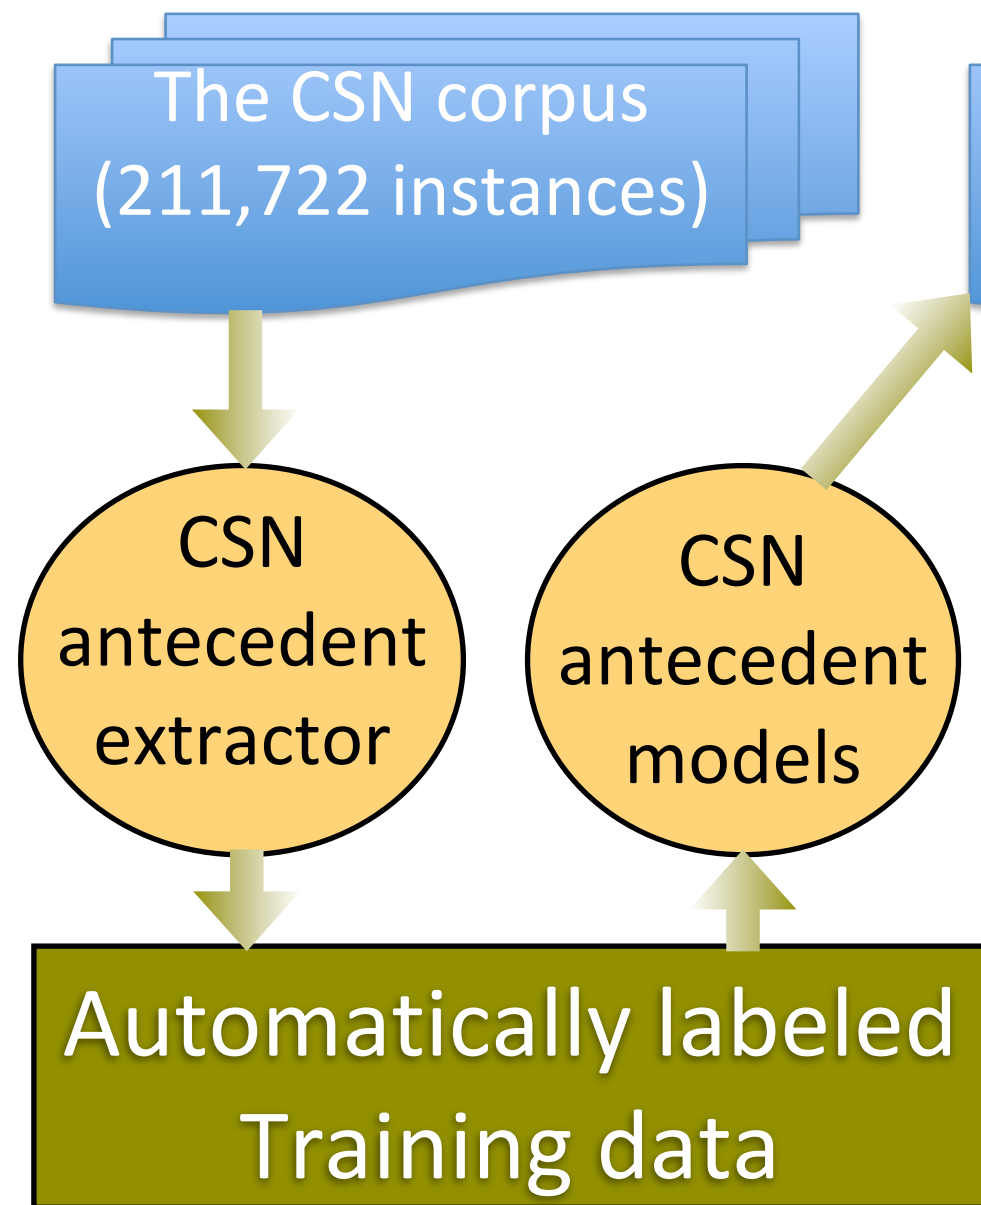 The CSN corpus
(211,722 instances)
CSN
antecedent
extractor
CSN
antecedent
models
Automatically labeled
Training data